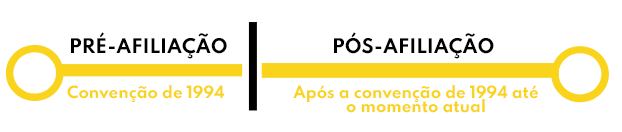 PRÉ-AFILIAÇÃO
Convenção de 1994
PÓS-AFILIAÇÃO
Após a convenção de 1994 até
o momento atual